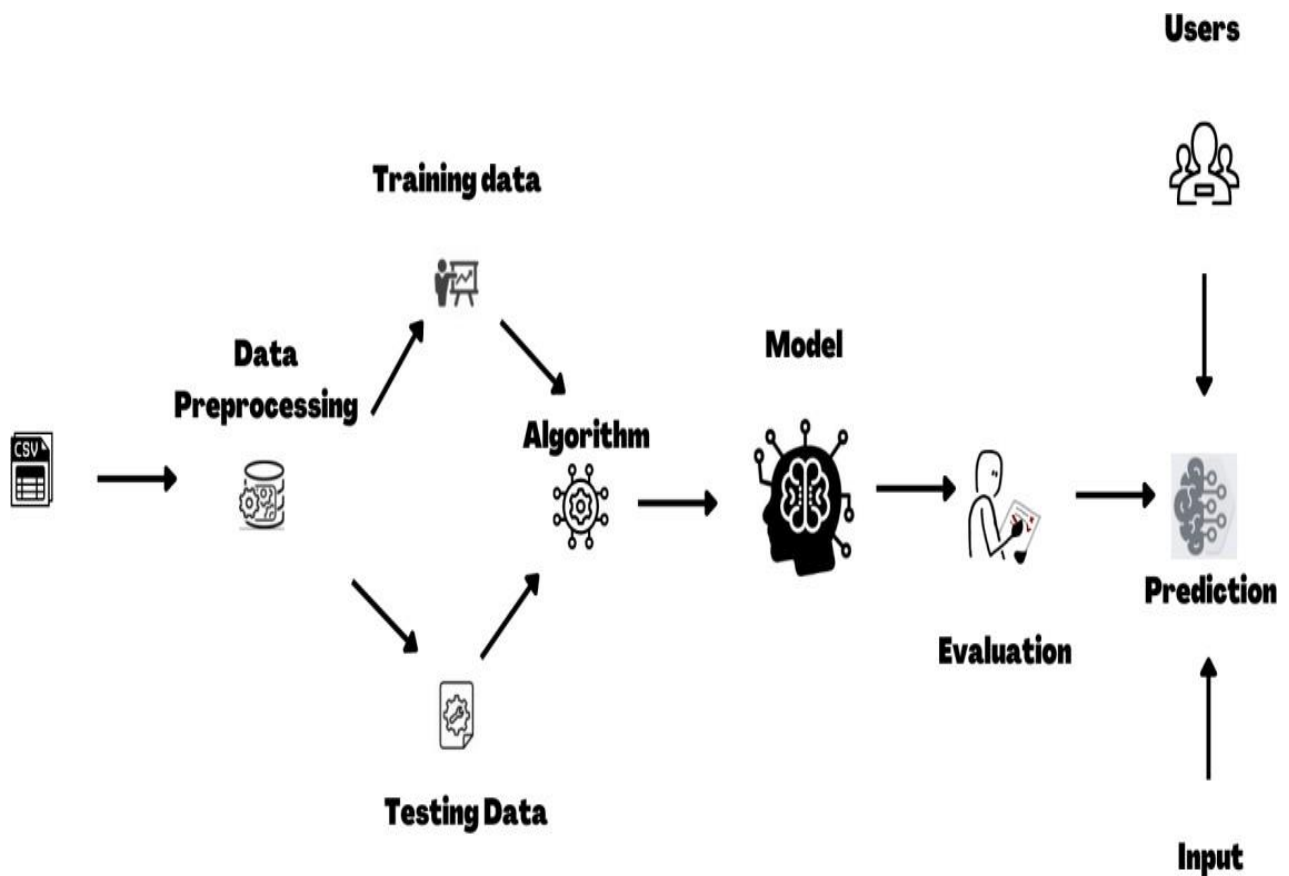 Users
Training data
Data
Preprocessing
Model
Algorithm
CSV
Prediction
Evaluation
Testing Data
Input